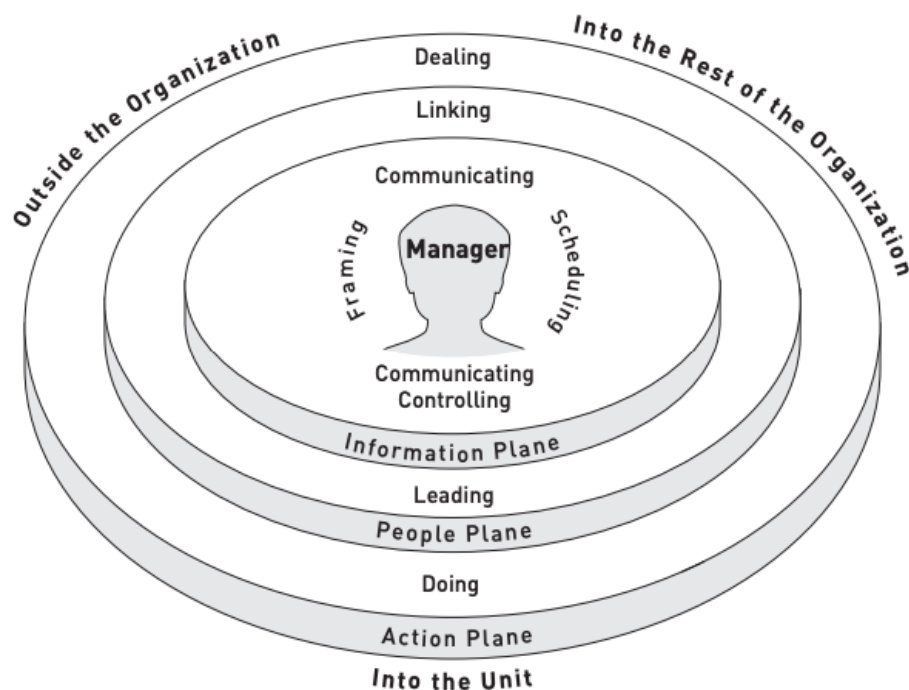 Outside the Organization
Into the Rest of the Organization
Dealing
Linking
Communicating
Framing
Manager
Scheduling
Communicating
Controlling
Information Plane
Leading
People Plane
Doing
Action Plane
Into the Unit